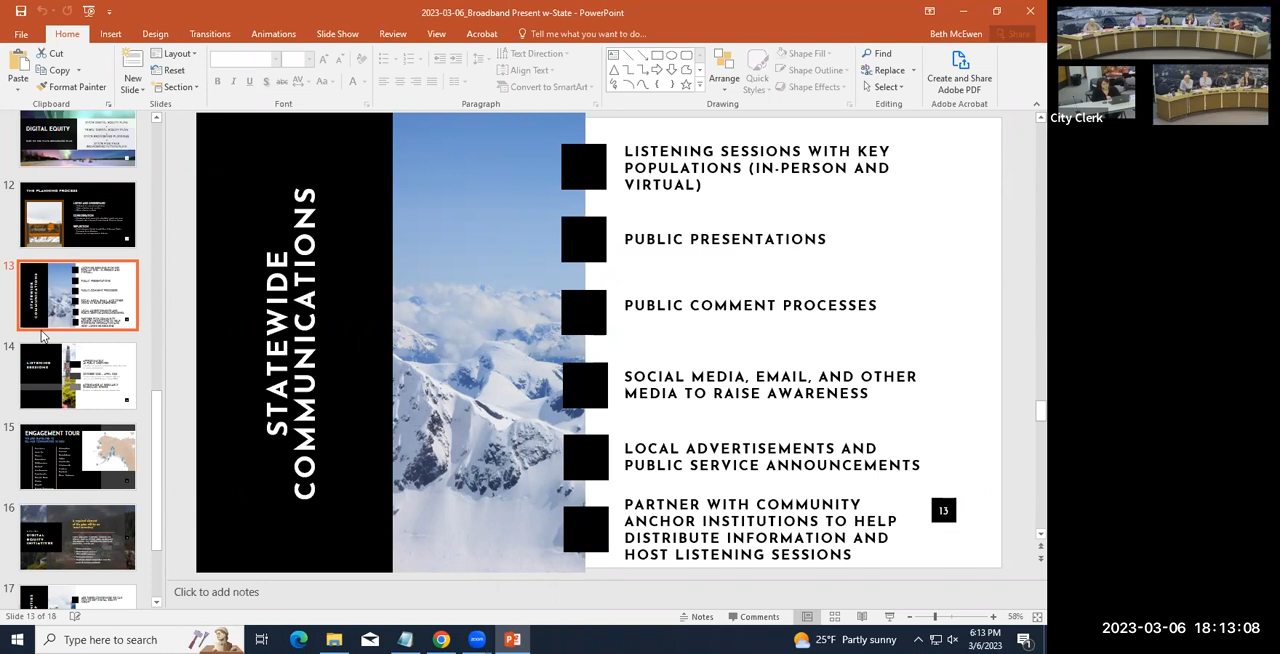 2023-03-06_Broadband Present w-State - PowerPoint
File Home Insert Design Transitions Animations Slide Show Review View Acrobat Tell me what you want to do... Beth McEwen Share
Paste Cut Copy Format Painter
New Slide Layout Reset Section
Text Direction Align Text Convert to SmartArt
Arrange Quick Styles Shape Fill Shape Outline Shape Effects
Find Replace Select
Create and Share Adobe PDF
Clipboard Slides Font Paragraph Drawing Editing Adobe Acrobat
DIGITAL EQUITY
12
THE PLANNING PROCESS
13
STATEWIDE COMMUNICATIONS
14
LISTENING SESSIONS
15
ENGAGEMENT TOUR
16
DIGITAL EQUITY INITIATIVES
17
STATEWIDE
COMMUNICATIONS
LISTENING SESSIONS WITH KEY
POPULATIONS (IN-PERSON AND
VIRTUAL)
PUBLIC PRESENTATIONS
PUBLIC COMMENT PROCESSES
SOCIAL MEDIA, EMAIL, AND OTHER
MEDIA TO RAISE AWARENESS
LOCAL ADVERTISEMENTS AND
PUBLIC SERVICE ANNOUNCEMENTS
PARTNER WITH COMMUNITY
ANCHOR INSTITUTIONS TO HELP
DISTRIBUTE INFORMATION AND
HOST LISTENING SESSIONS
13
Click to add notes
Slide 13 of 18 Notes Comments 58%
Type here to search
25°F Partly sunny
6:13 PM
3/6/2023
City Clerk
2023-03-06 18:13:08